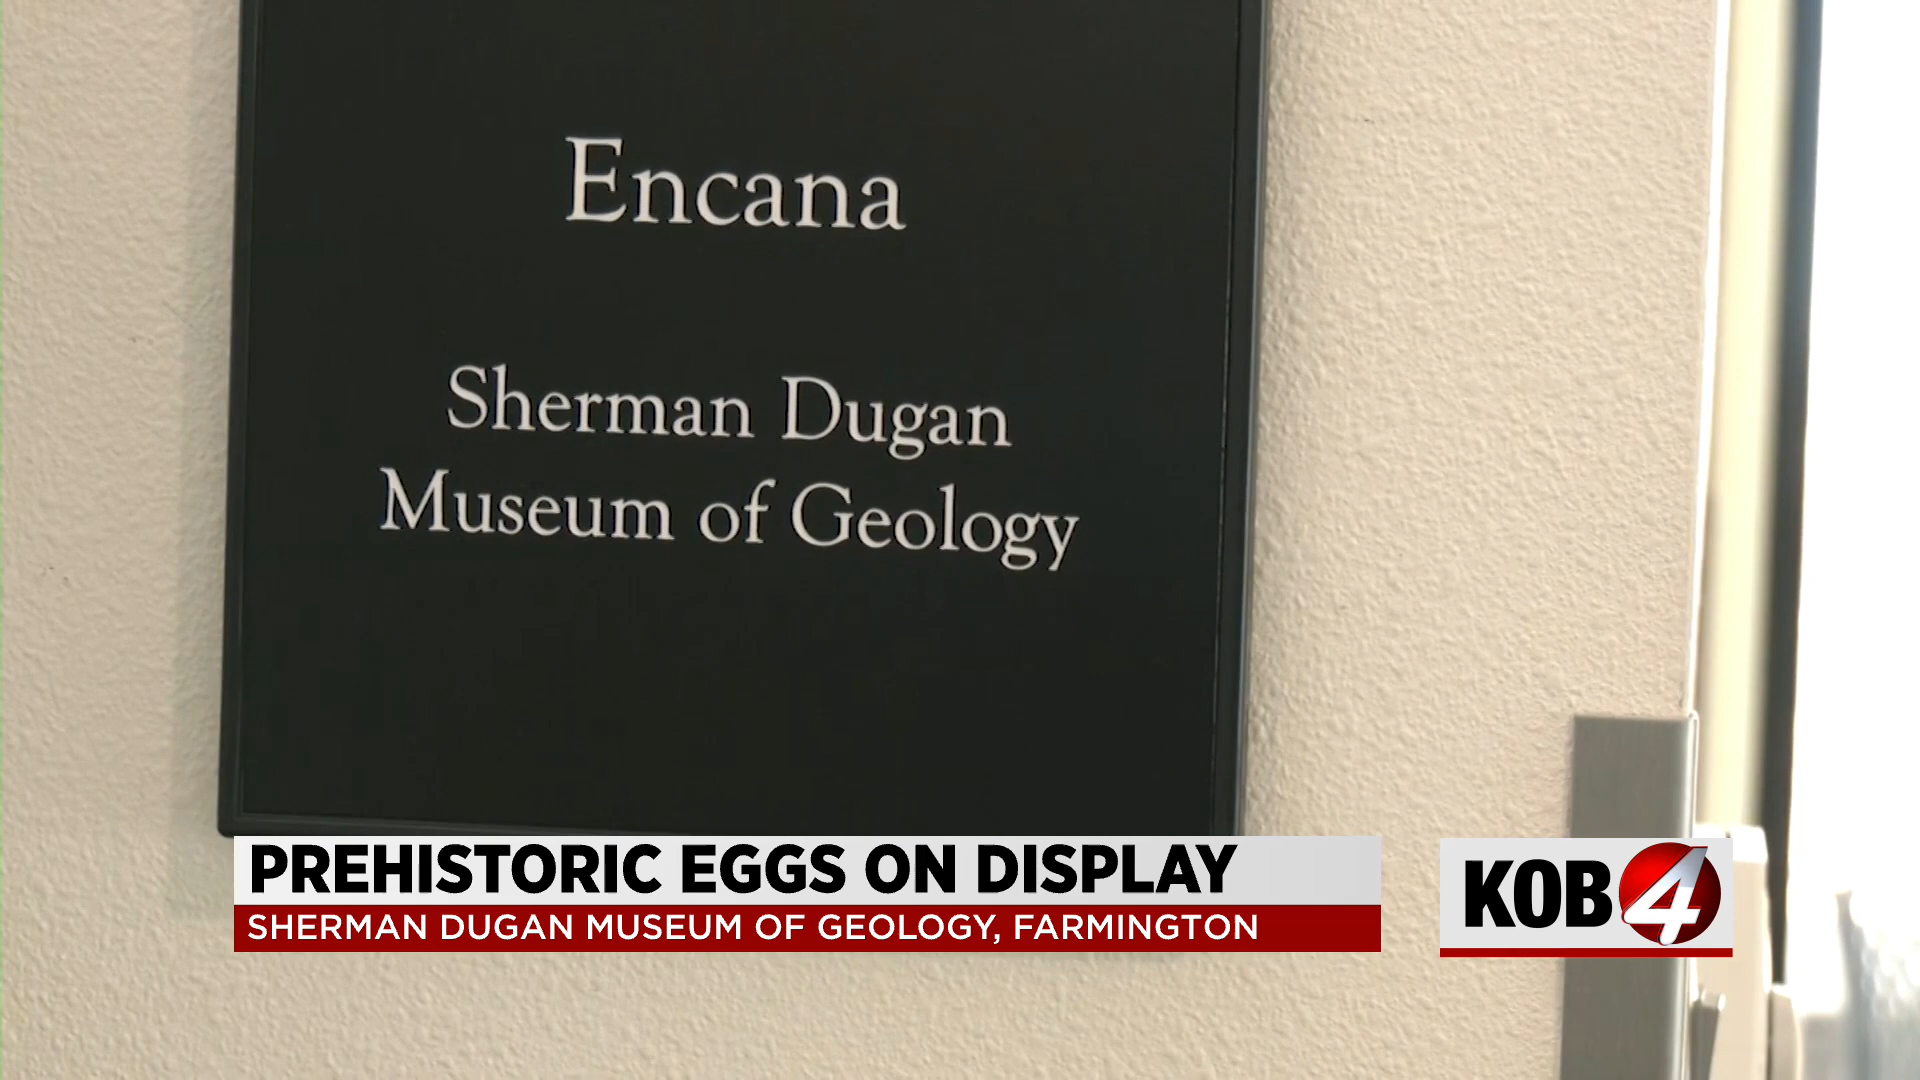 Encana
Sherman Dugan
Museum of Geology
PREHISTORIC EGGS ON DISPLAY
SHERMAN DUGAN MUSEUM OF GEOLOGY, FARMINGTON
KOB 4